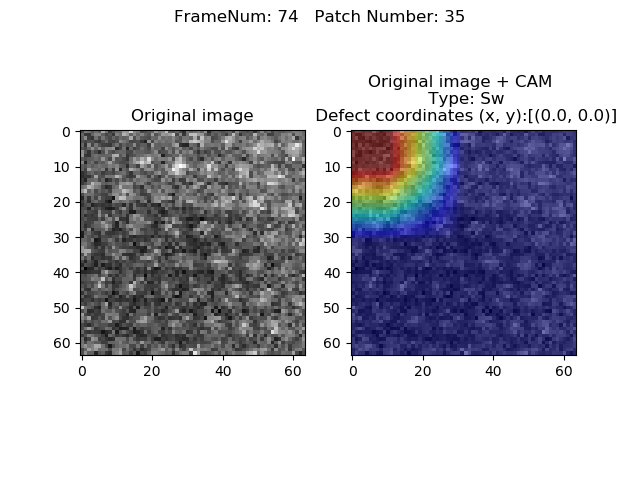 FrameNum: 74   Patch Number: 35
Original image
Original image + CAM
Type: Sw
Defect coordinates (x, y):[(0.0, 0.0)]
0
10
20
30
40
50
60
0 20 40 60
0
10
20
30
40
50
60
0 20 40 60